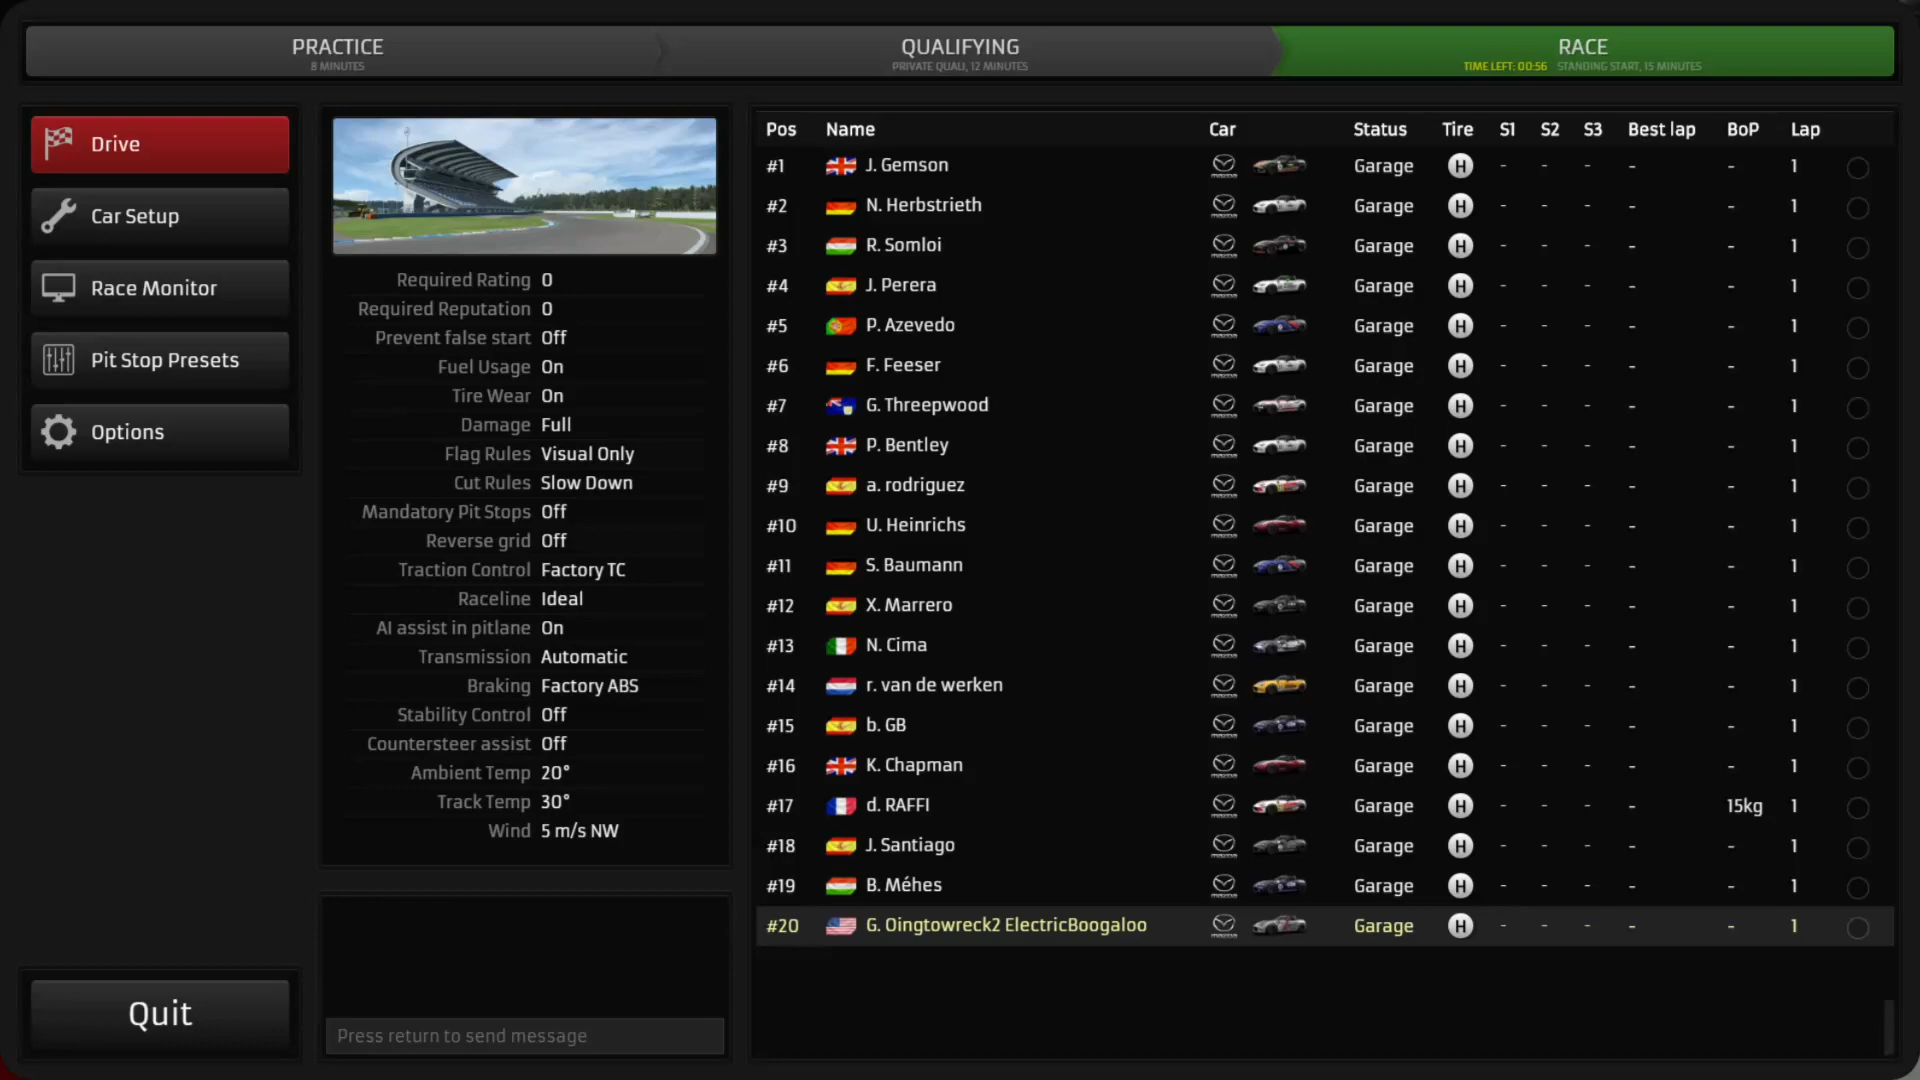 PRACTICE
8 MINUTES
QUALIFYING
PRIVATE QUALI, 12 MINUTES
RACE
TIME LEFT: 00:56 STANDING START, 15 MINUTES
Drive
Car Setup
Race Monitor
Pit Stop Presets
Options
Quit
Required Rating 0
Required Reputation 0
Prevent false start Off
Fuel Usage On
Tire Wear On
Damage Full
Flag Rules Visual Only
Cut Rules Slow Down
Mandatory Pit Stops Off
Reverse grid Off
Traction Control Factory TC
Raceline Ideal
AI assist in pitlane On
Transmission Automatic
Braking Factory ABS
Stability Control Off
Countersteer assist Off
Ambient Temp 20°
Track Temp 30°
Wind 5 m/s NW
Press return to send message
Pos Name Car Status Tire S1 S2 S3 Best lap BoP Lap
#1 J. Gemson Garage H - - - - - 1
#2 N. Herbstrieth Garage H - - - - - 1
#3 R. Somloi Garage H - - - - - 1
#4 J. Perera Garage H - - - - - 1
#5 P. Azevedo Garage H - - - - - 1
#6 F. Feeser Garage H - - - - - 1
#7 G. Threepwood Garage H - - - - - 1
#8 P. Bentley Garage H - - - - - 1
#9 a. rodriguez Garage H - - - - - 1
#10 U. Heinrichs Garage H - - - - - 1
#11 S. Baumann Garage H - - - - - 1
#12 X. Marrero Garage H - - - - - 1
#13 N. Cima Garage H - - - - - 1
#14 r. van de werken Garage H - - - - - 1
#15 b. GB Garage H - - - - - 1
#16 K. Chapman Garage H - - - - - 1
#17 d. RAFFI Garage H - - - - 15kg 1
#18 J. Santiago Garage H - - - - - 1
#19 B. Méhes Garage H - - - - - 1
#20 G. Oingtowreck2 ElectricBoogaloo Garage H - - - - - 1